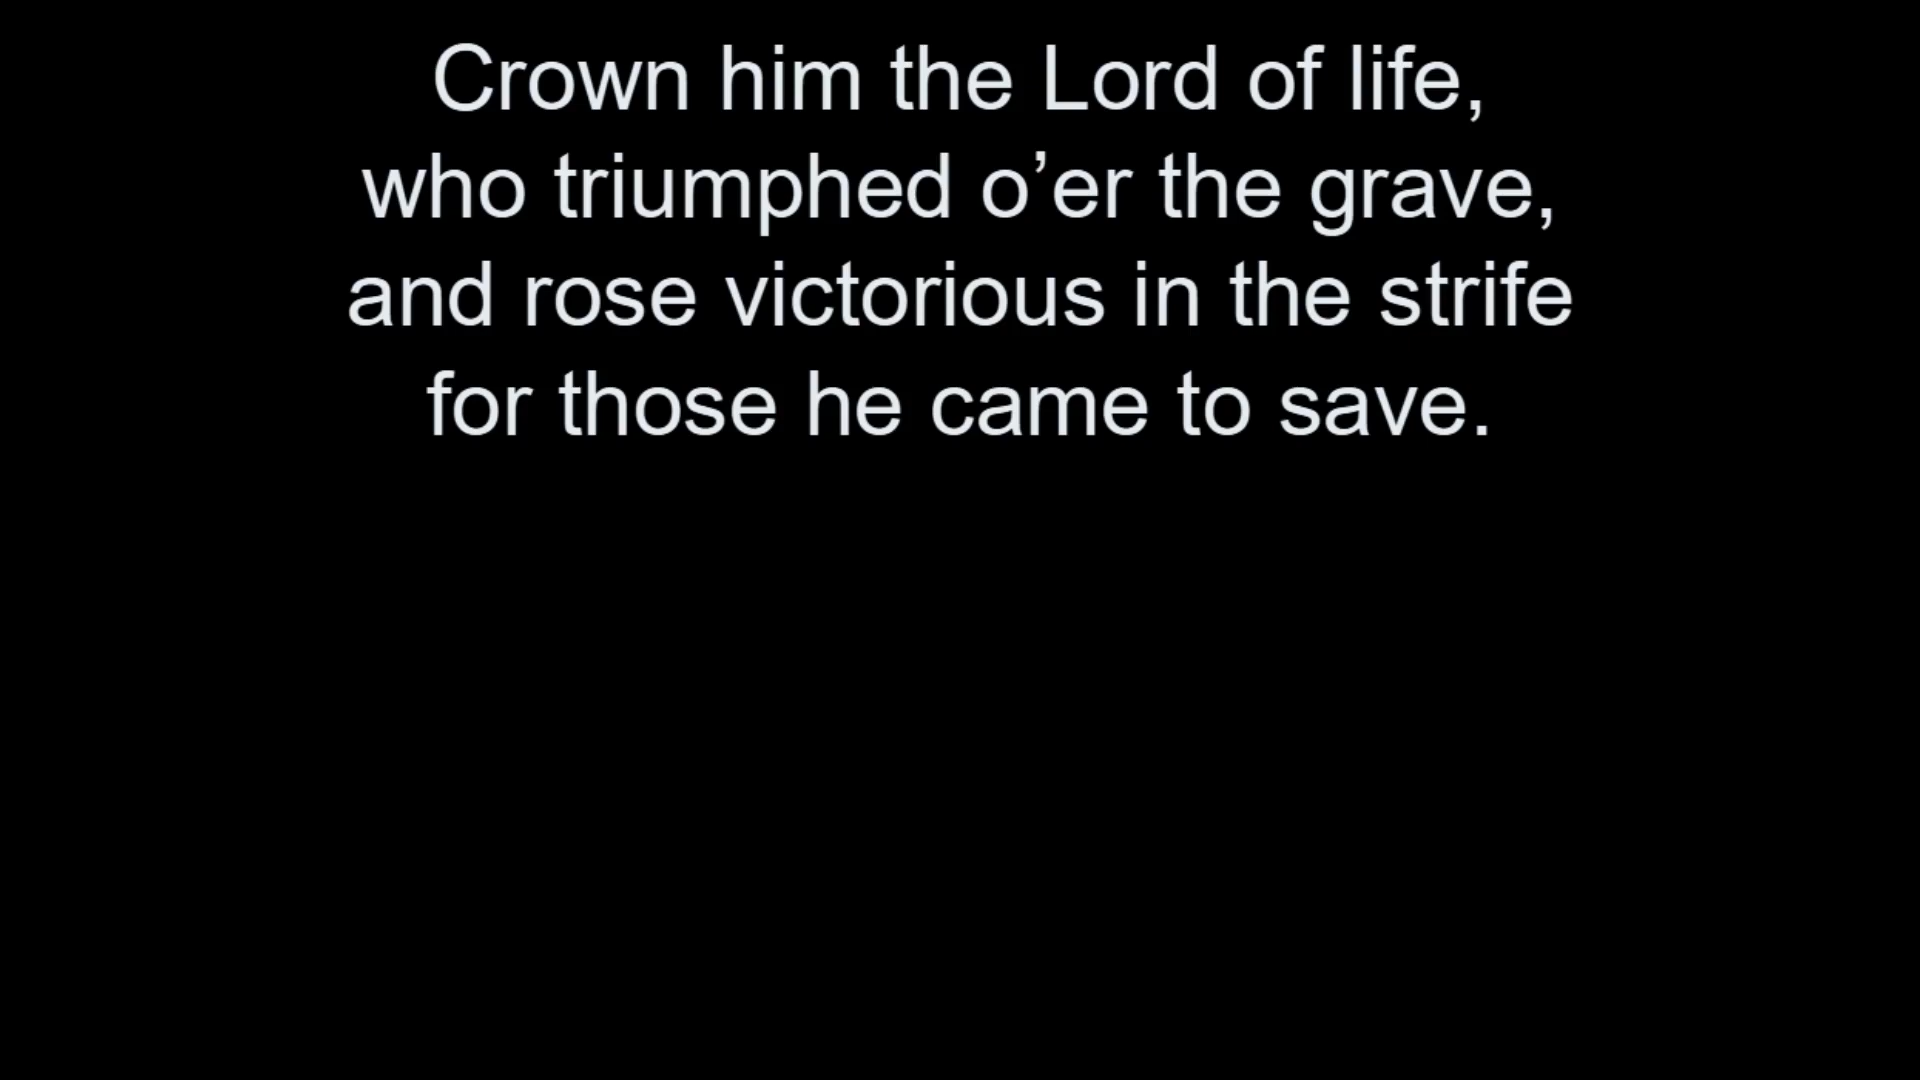 Crown him the Lord of life,
who triumphed o’er the grave,
and rose victorious in the strife
for those he came to save.